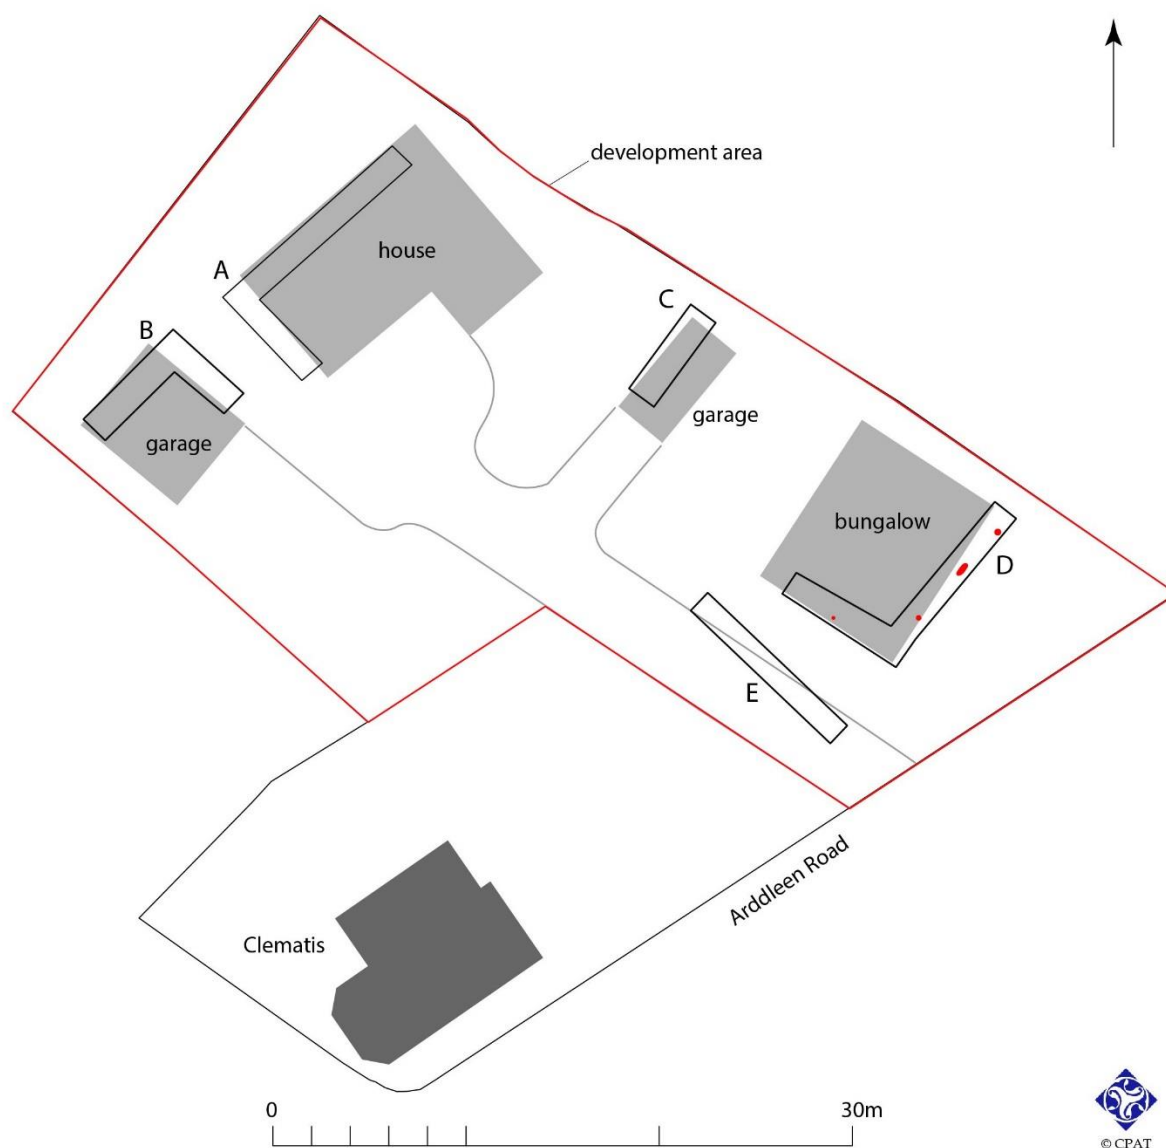 development area
house
A
C
B
garage
garage
bungalow
D
E
Arddleen Road
Clematis
0
30m
© CPAT